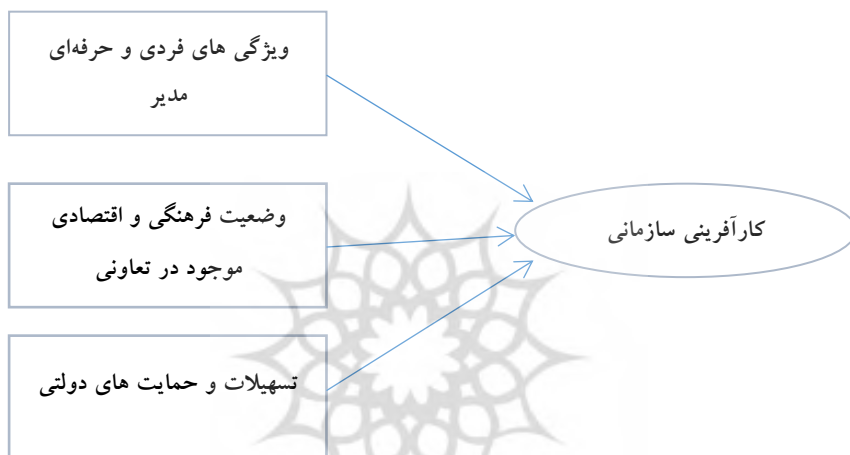 ویژگی های فردی و حرفه‌ای
مدیر
وضعیت فرهنگی و اقتصادی
موجود در تعاونی
کارآفرینی سازمانی
تسهیلات و حمایت های دولتی